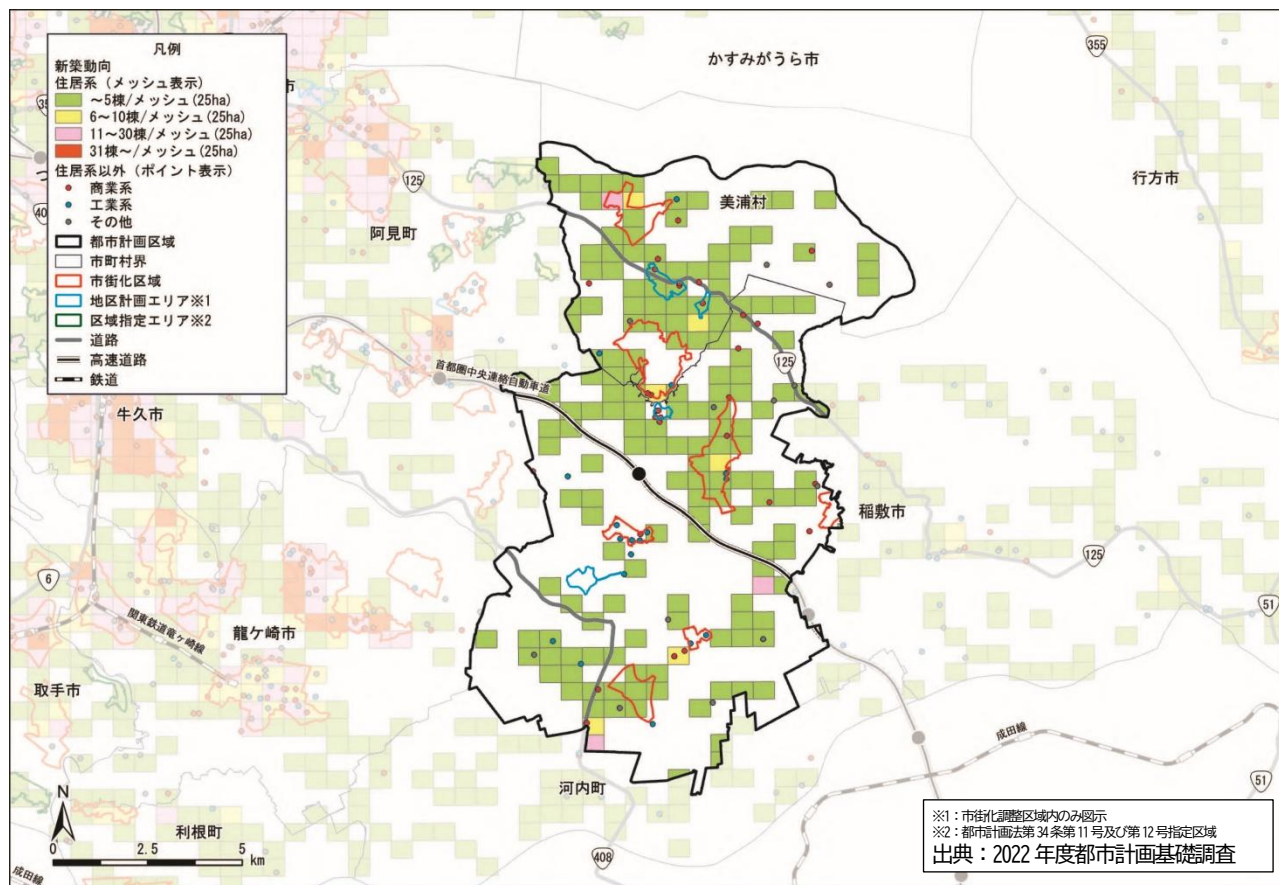 凡例
新築動向
住居系（メッシュ表示）
～5棟/メッシュ(25ha)
6～10棟/メッシュ(25ha)
11～30棟/メッシュ(25ha)
31棟～/メッシュ(25ha)
住居系以外（ポイント表示）
商業系
工業系
その他
都市計画区域
市町村界
市街化区域
地区計画エリア※1
区域指定エリア※2
道路
高速道路
鉄道
かすみがうら市
355
行方市
市
125
阿見町
美浦村
125
首都圏中央連絡自動車道
牛久市
稲敷市
125
6
51
関東鉄道竜ヶ崎線
龍ケ崎市
取手市
成田線
河内町
51
利根町
408
成田線
N
0 1.25 2.5 5
km
※1：市街化調整区域内のみ図示
※2：都市計画法第34条第11号及び第12号指定区域
出典：2022年度都市計画基礎調査